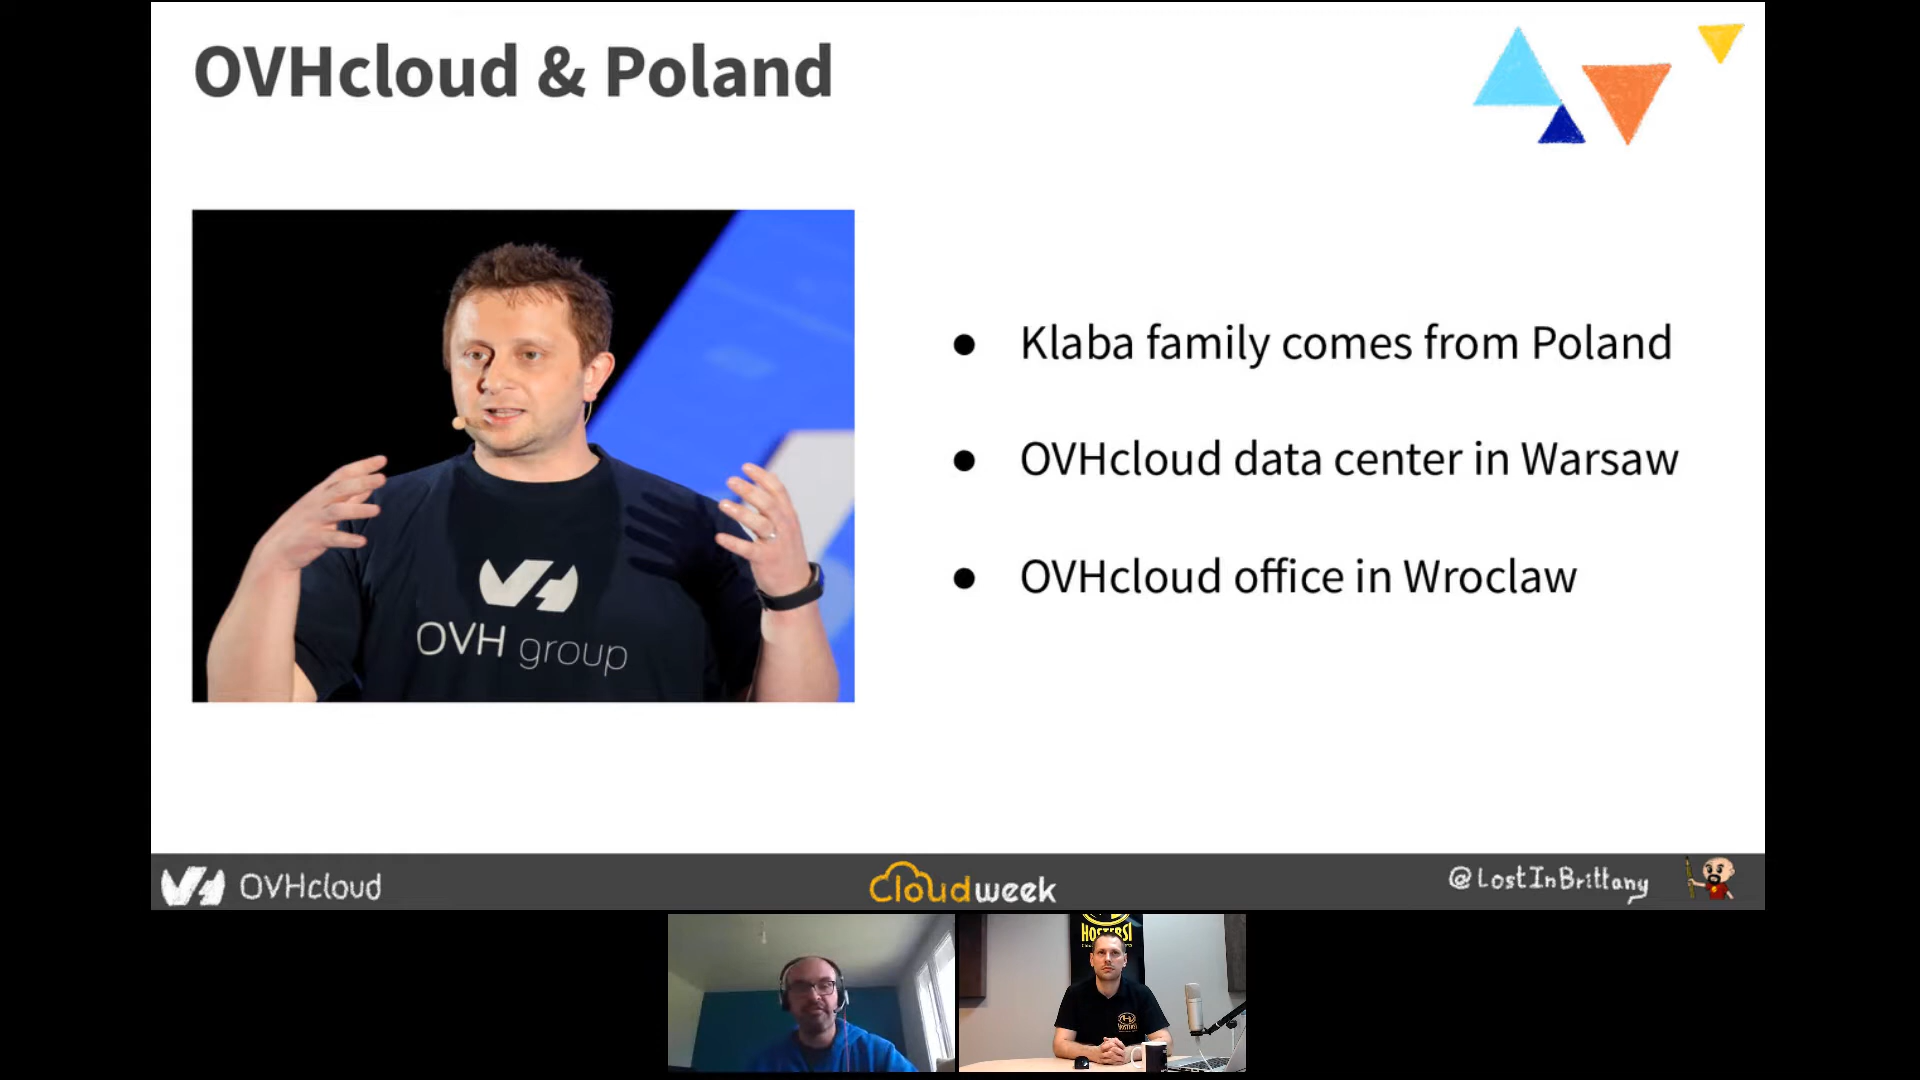 OVHcloud & Poland
● Klaba family comes from Poland
● OVHcloud data center in Warsaw
● OVHcloud office in Wroclaw
OVH group
OVHcloud
Cloudweek
@LostInBrittany
HOSTERSI